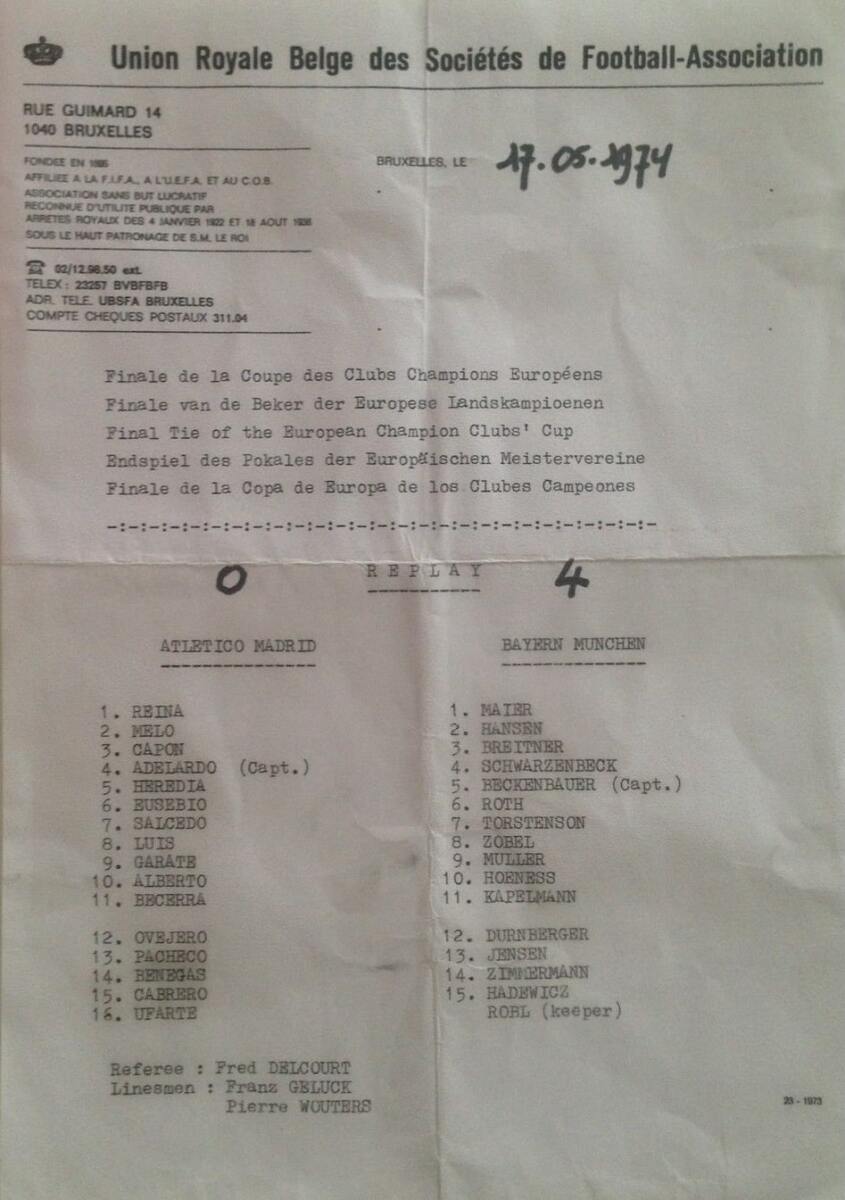 Union Royale Belge des Sociétés de Football-Association
RUE GUIMARD 14
1040 BRUXELLES
FONDEE EN 1895
AFFILIEE A LA F.I.F.A., A L'U.E.F.A. ET AU C.O.B.
ASSOCIATION SANS BUT LUCRATIF
RECONNUE D'UTILITE PUBLIQUE PAR
ARRETES ROYAUX DES 4 JANVIER 1922 ET 18 AOUT 1936
SOUS LE HAUT PATRONAGE DE S.M. LE ROI
BRUXELLES, LE 17.05.1974
☎ 02/12.98.50 ext.
TELEX : 23257 BVBFBFB
ADR. TELE. UBSFA BRUXELLES
COMPTE CHEQUES POSTAUX 311.04
Finale de la Coupe des Clubs Champions Européens
Finale van de Beker der Europese Landskampioenen
Final Tie of the European Champion Clubs' Cup
Endspiel des Pokales der Europäischen Meistervereine
Finale de la Copa de Europa de los Clubes Campeones
-:-:-:-:-:-:-:-:-:-:-:-:-:-:-:-:-:-:-:-:-:-:-:-:-:-:-
0 REPLAY 4
ATLETICO MADRID
1. REINA
2. MELO
3. CAPON
4. ADELARDO (Capt.)
5. HEREDIA
6. EUSEBIO
7. SALCEDO
8. LUIS
9. GARATE
10. ALBERTO
11. BECERRA
12. OVEJERO
13. PACHECO
14. BENEGAS
15. CABRERO
16. UFARTE
BAYERN MUNCHEN
1. MAIER
2. HANSEN
3. BREITNER
4. SCHWARZENBECK
5. BECKENBAUER (Capt.)
6. ROTH
7. TORSTENSON
8. ZOBEL
9. MULLER
10. HOENESS
11. KAPELMANN
12. DURNBERGER
13. JENSEN
14. ZIMMERMANN
15. HADEWICZ
ROBL (keeper)
Referee : Fred DELCOURT
Linesmen : Franz GELUCK
Pierre WOUTERS
23 - 1973